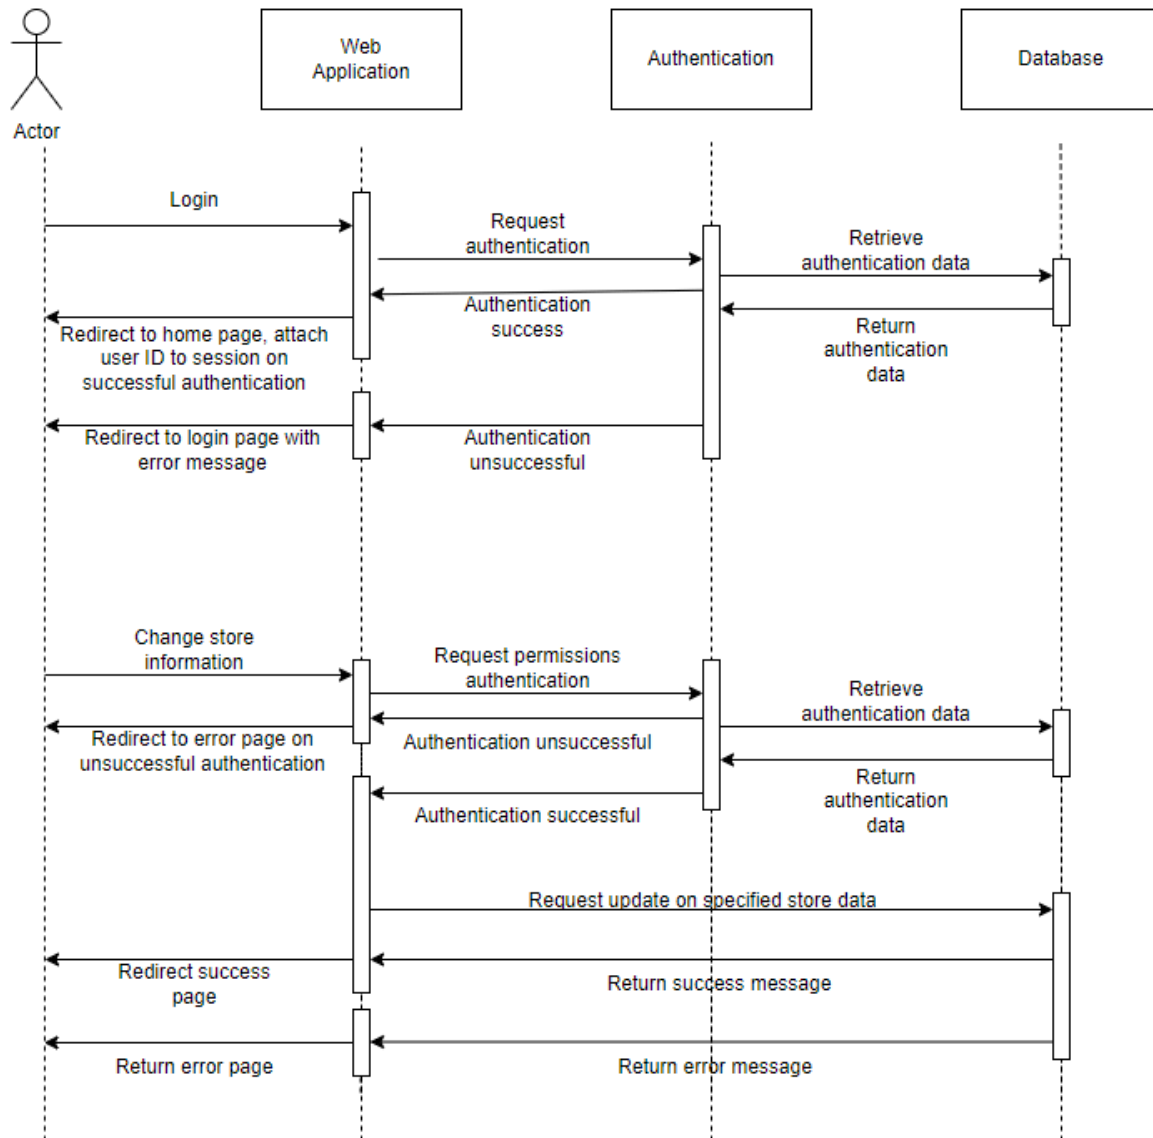 Web
Application
Authentication
Database
Actor
Login
Request
authentication
Retrieve
authentication data
Authentication
success
Return
authentication
data
Redirect to home page, attach
user ID to session on
successful authentication
Redirect to login page with
error message
Authentication
unsuccessful
Change store
information
Request permissions
authentication
Retrieve
authentication data
Redirect to error page on
unsuccessful authentication
Authentication unsuccessful
Return
authentication
data
Authentication successful
Request update on specified store data
Redirect success
page
Return success message
Return error page
Return error message